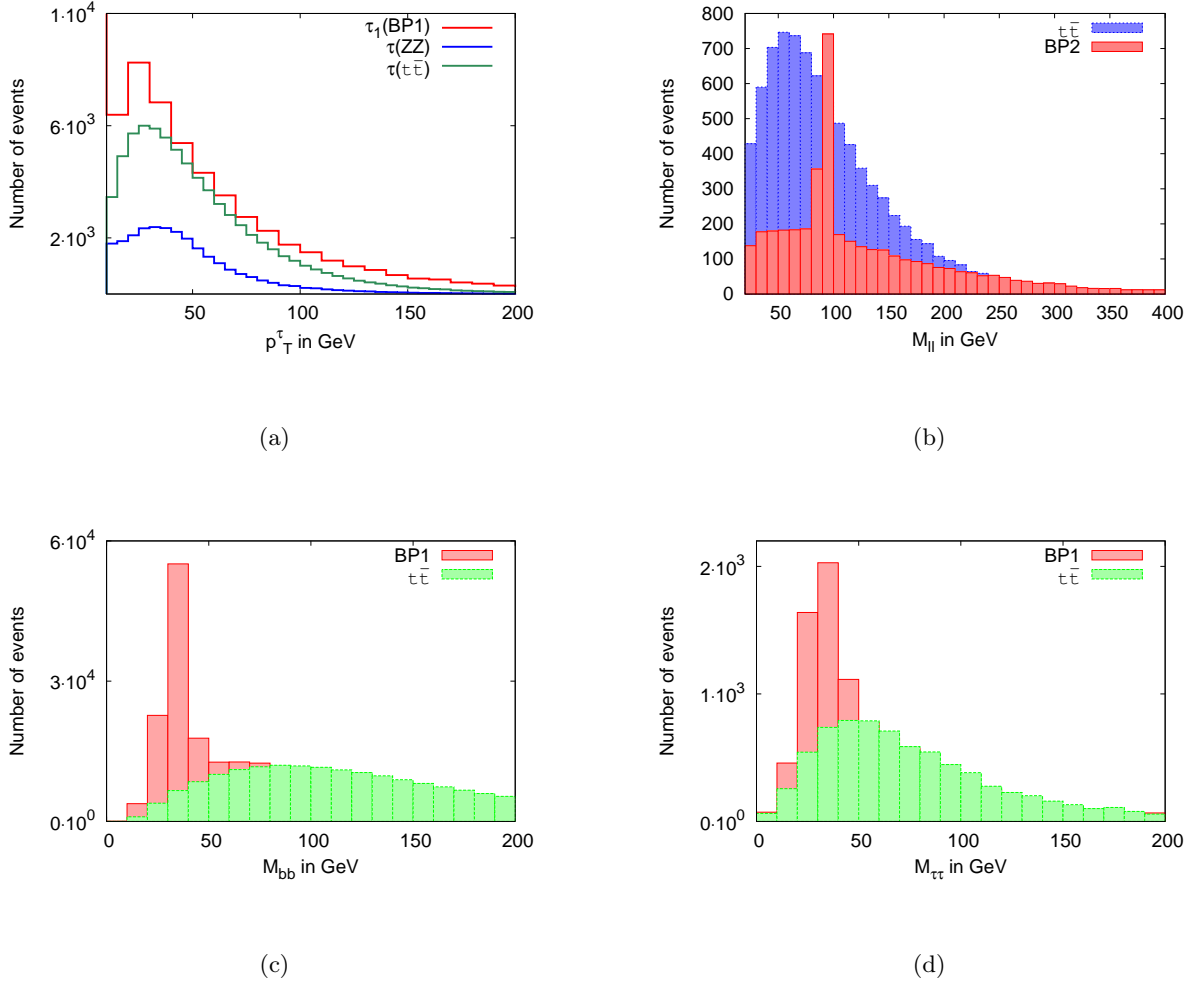 Number of events
1·10⁴
6·10³
2·10³
τ₁(BP1)
τ(ZZ)
τ(tt̅)
50 100 150 200
p^τ_T in GeV
(a)
Number of events
800
700
600
500
400
300
200
100
0
tt̅
BP2
50 100 150 200 250 300 350 400
M_ll in GeV
(b)
Number of events
6·10⁴
3·10⁴
0·10⁰
BP1
tt̅
0 50 100 150 200
M_bb in GeV
(c)
Number of events
2·10³
1·10³
0·10⁰
BP1
tt̅
0 50 100 150 200
M_ττ in GeV
(d)